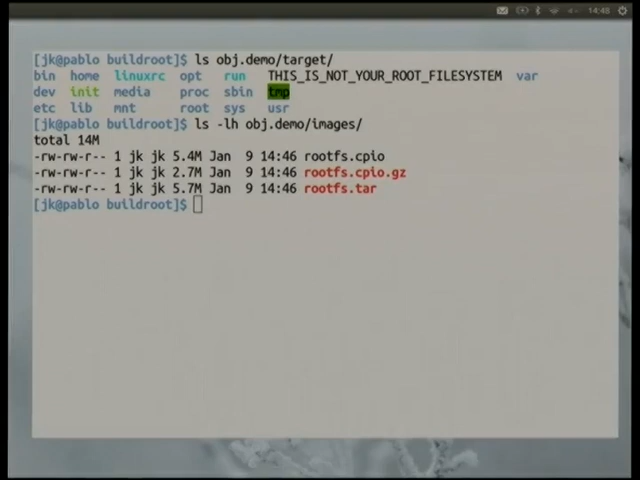 14:48
[jk@pablo buildroot]$ ls obj.demo/target/
bin home linuxrc opt run THIS_IS_NOT_YOUR_ROOT_FILESYSTEM var
dev init media proc sbin tmp
etc lib mnt root sys usr
[jk@pablo buildroot]$ ls -lh obj.demo/images/
total 14M
-rw-rw-r-- 1 jk jk 5.4M Jan 9 14:46 rootfs.cpio
-rw-rw-r-- 1 jk jk 2.7M Jan 9 14:46 rootfs.cpio.gz
-rw-rw-r-- 1 jk jk 5.7M Jan 9 14:46 rootfs.tar
[jk@pablo buildroot]$